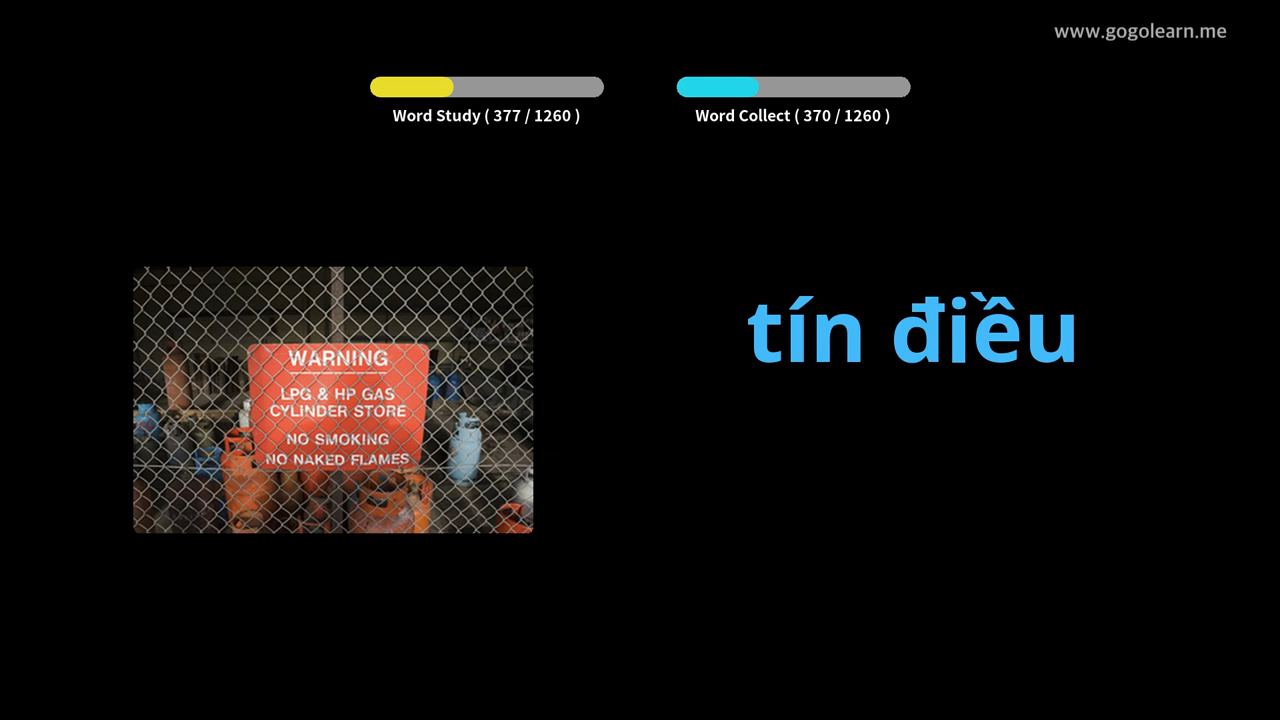 www.gogolearn.me
Word Study ( 377 / 1260 )
Word Collect ( 370 / 1260 )
tín điều
WARNING
LPG & HP GAS
CYLINDER STORE
NO SMOKING
NO NAKED FLAMES